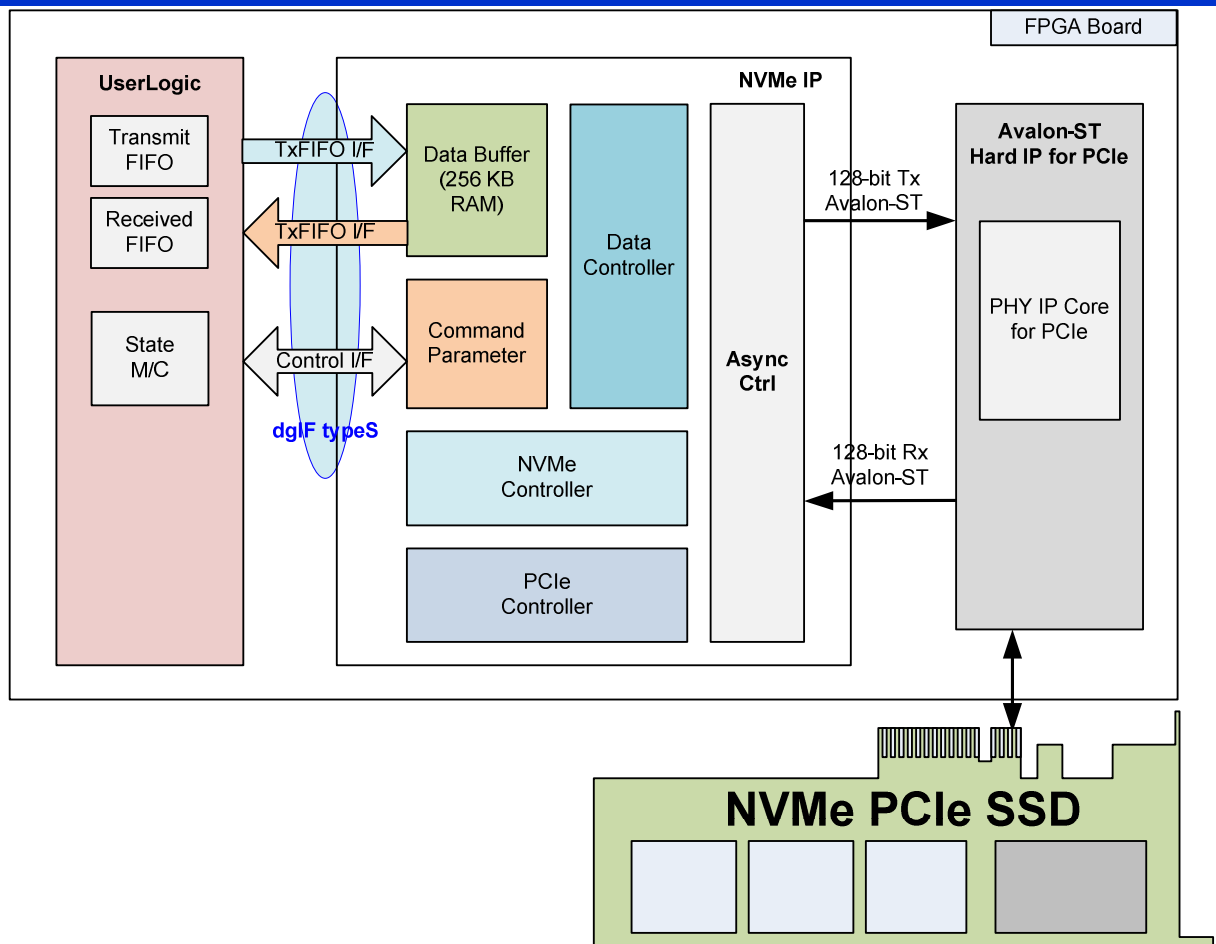 FPGA Board
UserLogic
Transmit
FIFO
Received
FIFO
State
M/C
TxFIFO I/F
TxFIFO I/F
Control I/F
dgIF typeS
NVMe IP
Data Buffer
(256 KB
RAM)
Command
Parameter
Data
Controller
NVMe
Controller
PCIe
Controller
Async
Ctrl
128-bit Tx
Avalon-ST
128-bit Rx
Avalon-ST
Avalon-ST
Hard IP for PCIe
PHY IP Core
for PCIe
NVMe PCIe SSD